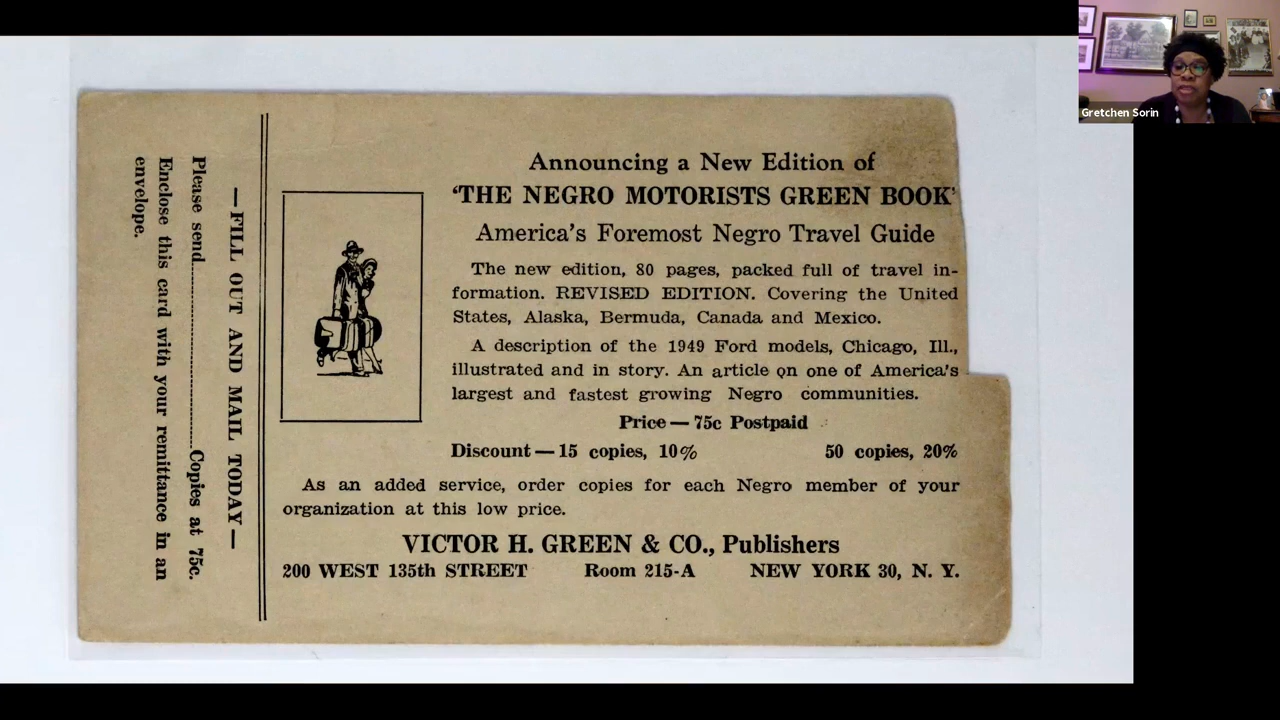 Gretchen Sorin
Announcing a New Edition of
‘THE NEGRO MOTORISTS GREEN BOOK’
America’s Foremost Negro Travel Guide
The new edition, 80 pages, packed full of travel in-
formation. REVISED EDITION. Covering the United
States, Alaska, Bermuda, Canada and Mexico.
A description of the 1949 Ford models, Chicago, Ill.,
illustrated and in story. An article on one of America’s
largest and fastest growing Negro communities.
Price — 75c Postpaid
Discount — 15 copies, 10% 50 copies, 20%
As an added service, order copies for each Negro member of your
organization at this low price.
VICTOR H. GREEN & CO., Publishers
200 WEST 135th STREET Room 215-A NEW YORK 30, N. Y.
— FILL OUT AND MAIL TODAY —
Please send..............................Copies at 75c.
Enclose this card with your remittance in an
envelope.